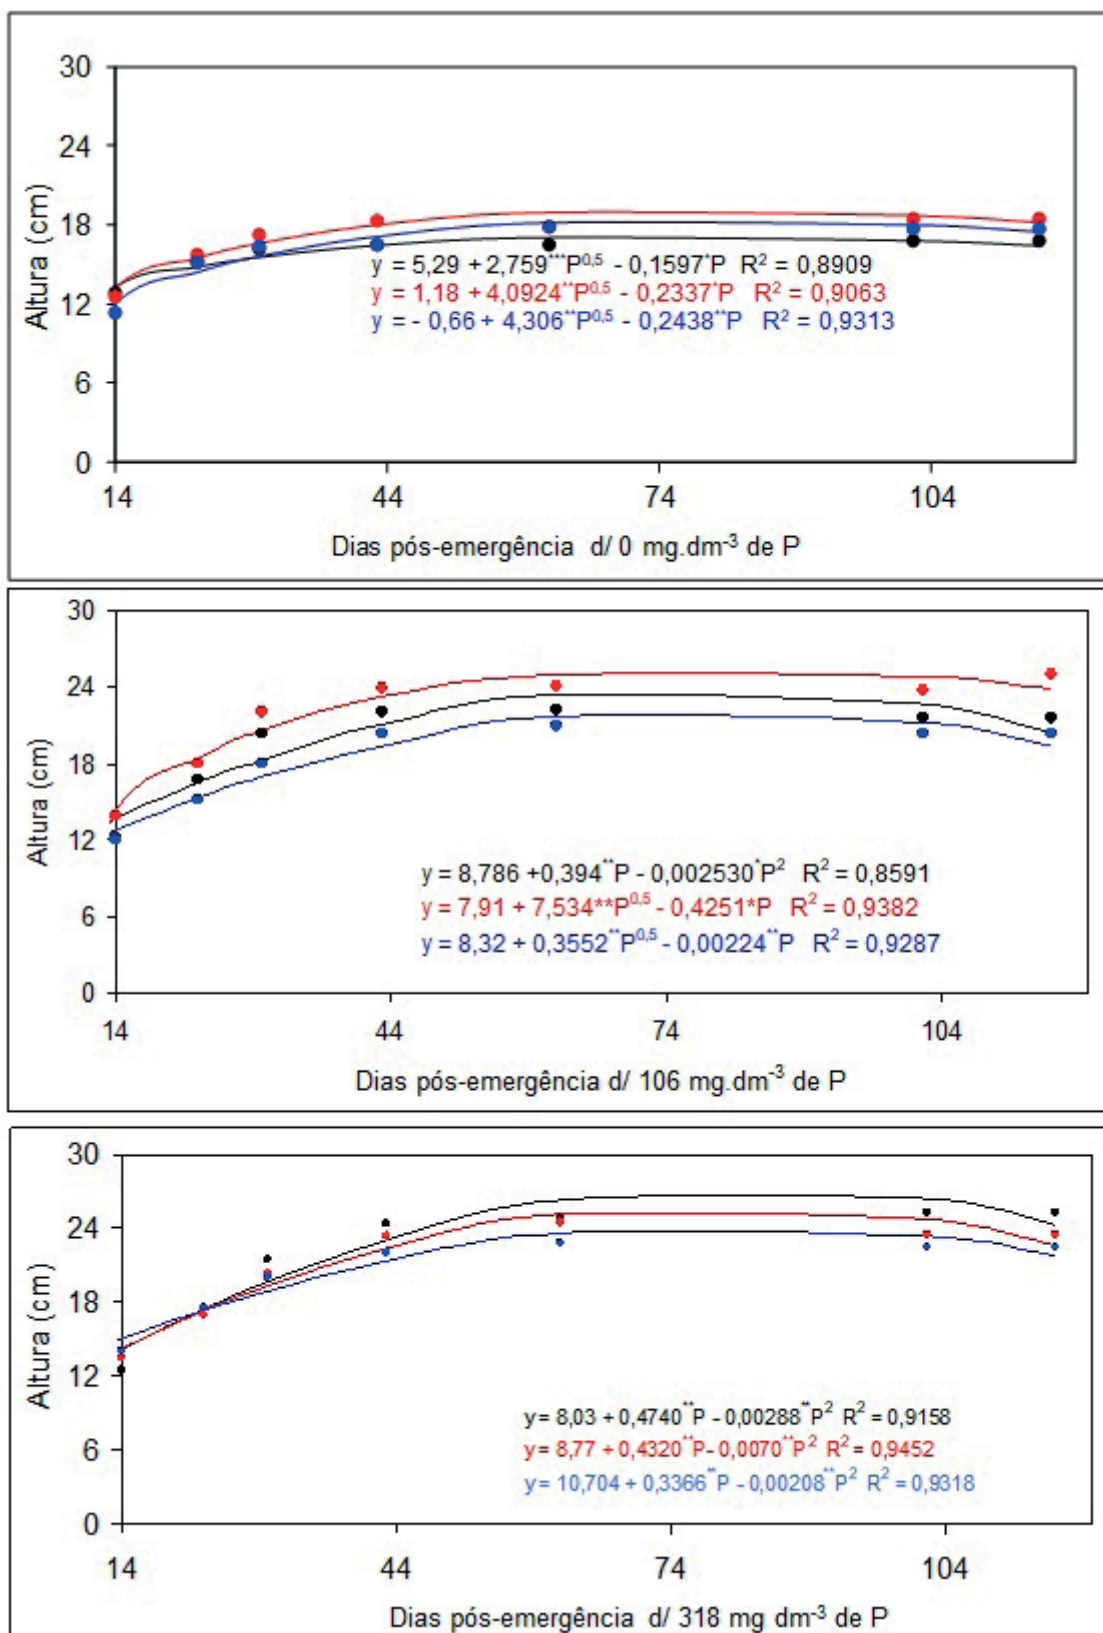 30
24
18
12
6
0
Altura (cm)
y = 5,29 + 2,759***P0,5 - 0,1597*P R2 = 0,8909
y = 1,18 + 4,0924**P0,5 - 0,2337*P R2 = 0,9063
y = - 0,66 + 4,306**P0,5 - 0,2438**P R2 = 0,9313
14 44 74 104
Dias pós-emergência d/ 0 mg.dm-3 de P
30
24
18
12
6
0
Altura (cm)
y = 8,786 +0,394**P - 0,002530*P2 R2 = 0,8591
y = 7,91 + 7,534**P0,5 - 0,4251*P R2 = 0,9382
y = 8,32 + 0,3552**P0,5 - 0,00224**P R2 = 0,9287
14 44 74 104
Dias pós-emergência d/ 106 mg.dm-3 de P
30
24
18
12
6
0
Altura (cm)
y = 8,03 + 0,4740**P - 0,00288**P2 R2 = 0,9158
y = 8,77 + 0,4320**P- 0,0070**P2 R2 = 0,9452
y = 10,704 + 0,3366**P - 0,00208**P2 R2 = 0,9318
14 44 74 104
Dias pós-emergência d/ 318 mg dm-3 de P